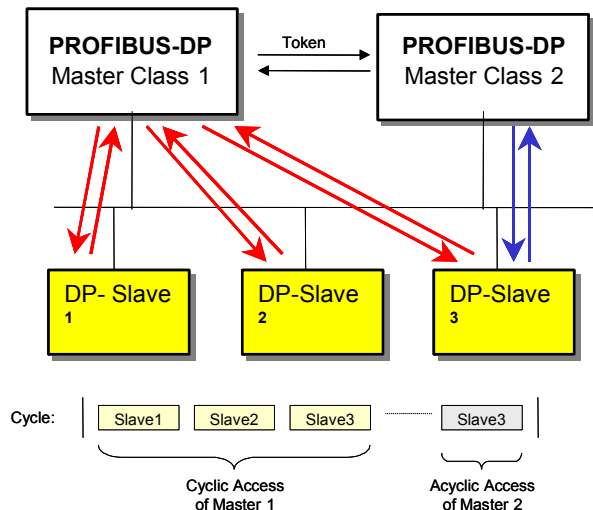 PROFIBUS-DP
Master Class 1
Token
PROFIBUS-DP
Master Class 2
DP- Slave
1
DP-Slave
2
DP-Slave
3
Cycle:
Slave1
Slave2
Slave3
Slave3
Cyclic Access
of Master 1
Acyclic Access
of Master 2